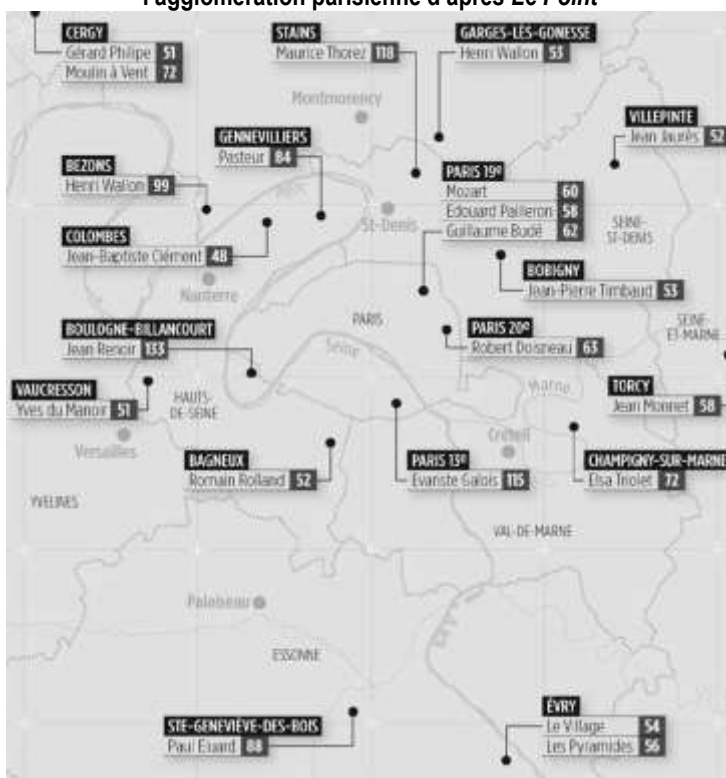 l'agglomération parisienne d'après Le Point
CERGY
Gérard Philipe 51
Moulin à Vent 72
STAINS
Maurice Thorez 118
GARGES-LÈS-GONESSE
Henri Wallon 53
Montmorency
VILLEPINTE
Jean Jaurès 52
GENNEVILLIERS
Pasteur 84
BEZONS
Henri Wallon 99
PARIS 19e
Mozart 60
Edouard Pailleron 58
Guillaume Budé 62
St-Denis
SEINE-
ST-DENIS
COLOMBES
Jean-Baptiste Clément 48
Nanterre
BOBIGNY
Jean-Pierre Timbaud 53
PARIS
BOULOGNE-BILLANCOURT
Jean Renoir 133
Seine
PARIS 20e
Robert Doisneau 63
SEINE-
ET-MARNE
VAUCRESSON
Yves du Manoir 51
HAUTS-
DE-SEINE
Marne
TORCY
Jean Monnet 58
Versailles
Créteil
BAGNEUX
Romain Rolland 52
PARIS 13e
Evariste Galois 115
CHAMPIGNY-SUR-MARNE
Elsa Triolet 72
YVELINES
VAL-DE-MARNE
Palaiseau
ESSONNE
STE-GENEVIÈVE-DES-BOIS
Paul Eluard 88
ÉVRY
Le Village 54
Les Pyramides 56